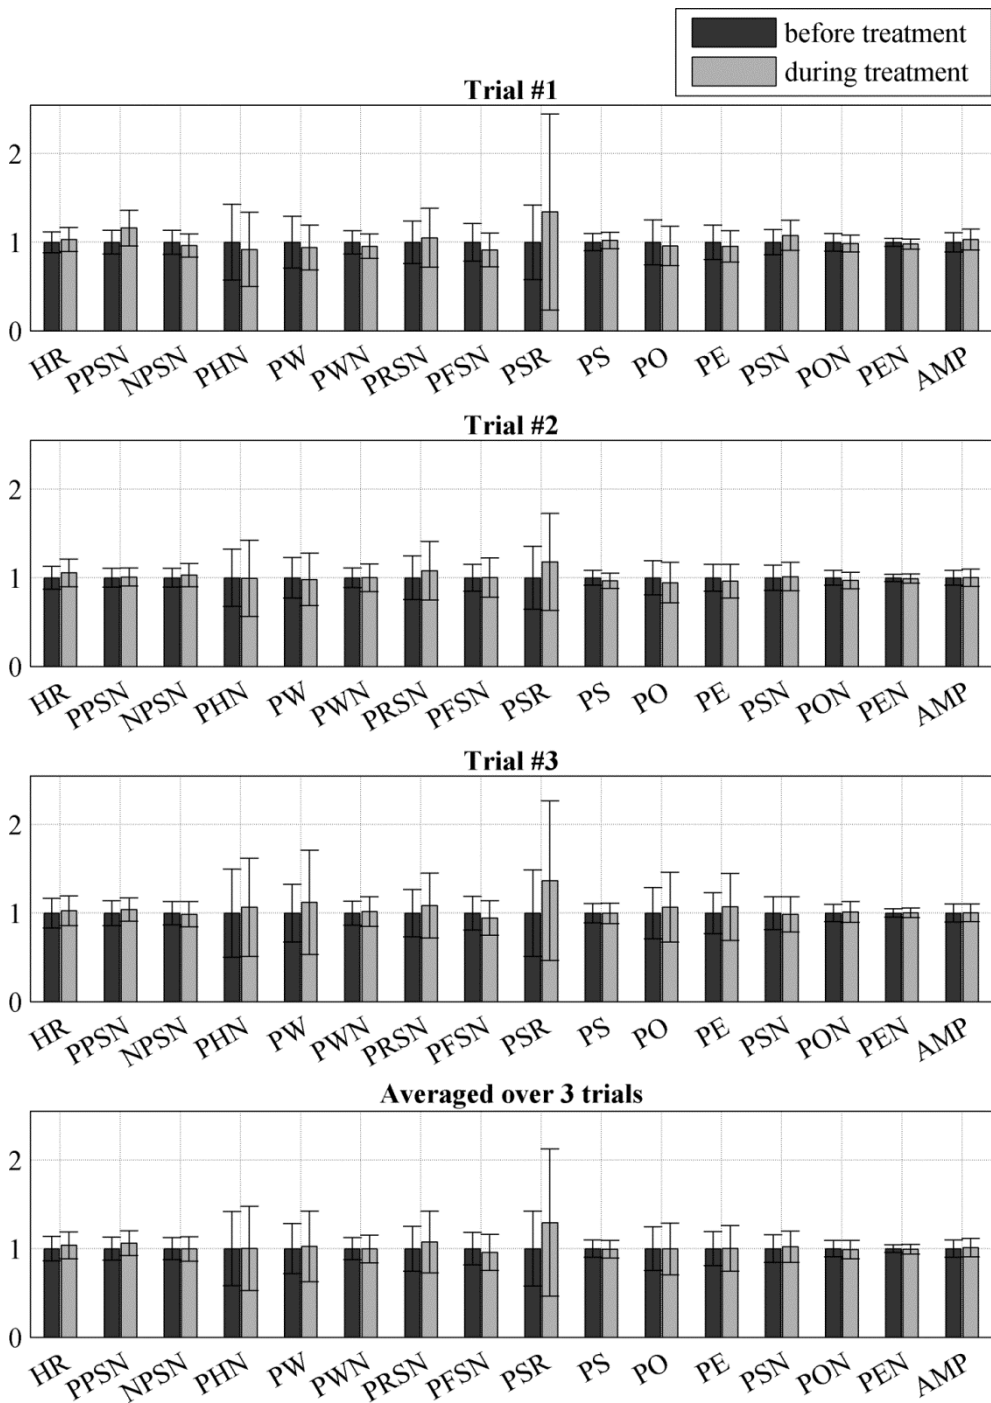 before treatment
during treatment
Trial #1
2
1
0
HR PPSN NPSN PHN PW PWN PRSN PFSN PSR PS PO PE PSN PON PEN AMP
Trial #2
2
1
0
HR PPSN NPSN PHN PW PWN PRSN PFSN PSR PS PO PE PSN PON PEN AMP
Trial #3
2
1
0
HR PPSN NPSN PHN PW PWN PRSN PFSN PSR PS PO PE PSN PON PEN AMP
Averaged over 3 trials
2
1
0
HR PPSN NPSN PHN PW PWN PRSN PFSN PSR PS PO PE PSN PON PEN AMP